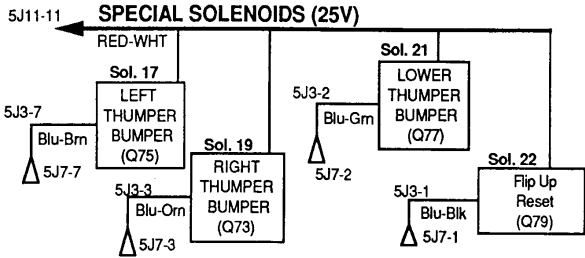 5J11-11
SPECIAL SOLENOIDS (25V)
RED-WHT
Sol. 17
LEFT
THUMPER
BUMPER
(Q75)
5J3-7
Blu-Brn
5J7-7
Sol. 19
RIGHT
THUMPER
BUMPER
(Q73)
5J3-3
Blu-Orn
5J7-3
Sol. 21
LOWER
THUMPER
BUMPER
(Q77)
5J3-2
Blu-Grn
5J7-2
Sol. 22
Flip Up
Reset
(Q79)
5J3-1
Blu-Blk
5J7-1